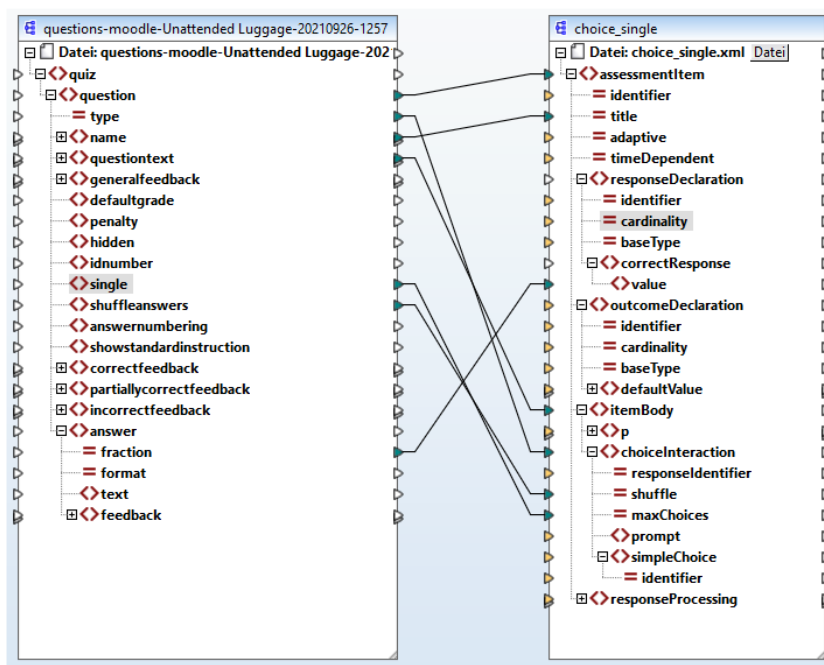 questions-moodle-Unattended Luggage-20210926-1257
Datei: questions-moodle-Unattended Luggage-202
quiz
question
= type
name
questiontext
generalfeedback
defaultgrade
penalty
hidden
idnumber
single
shuffleanswers
answernumbering
showstandardinstruction
correctfeedback
partiallycorrectfeedback
incorrectfeedback
answer
= fraction
= format
text
feedback
choice_single
Datei: choice_single.xml Datei
assessmentItem
= identifier
= title
= adaptive
= timeDependent
responseDeclaration
= identifier
= cardinality
= baseType
correctResponse
value
outcomeDeclaration
= identifier
= cardinality
= baseType
defaultValue
itemBody
p
choiceInteraction
= responseIdentifier
= shuffle
= maxChoices
prompt
simpleChoice
= identifier
responseProcessing